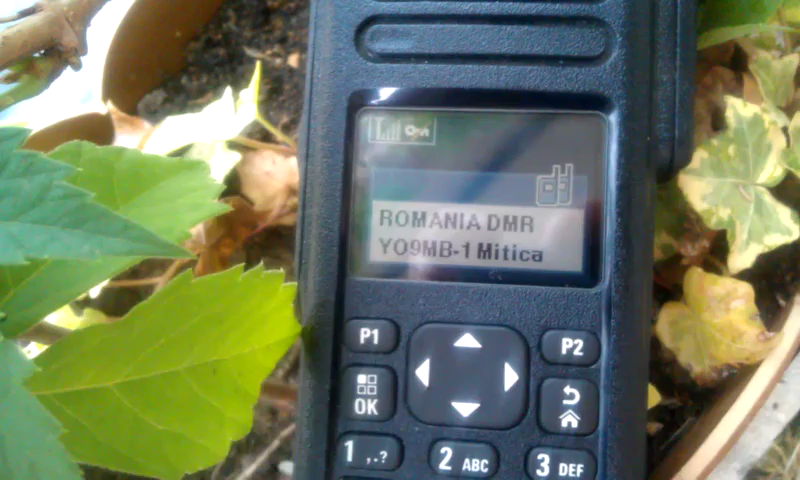 ROMANIA DMR
YO9MB-1 Mitica
P1
P2
OK
1 ,.?
2 ABC
3 DEF